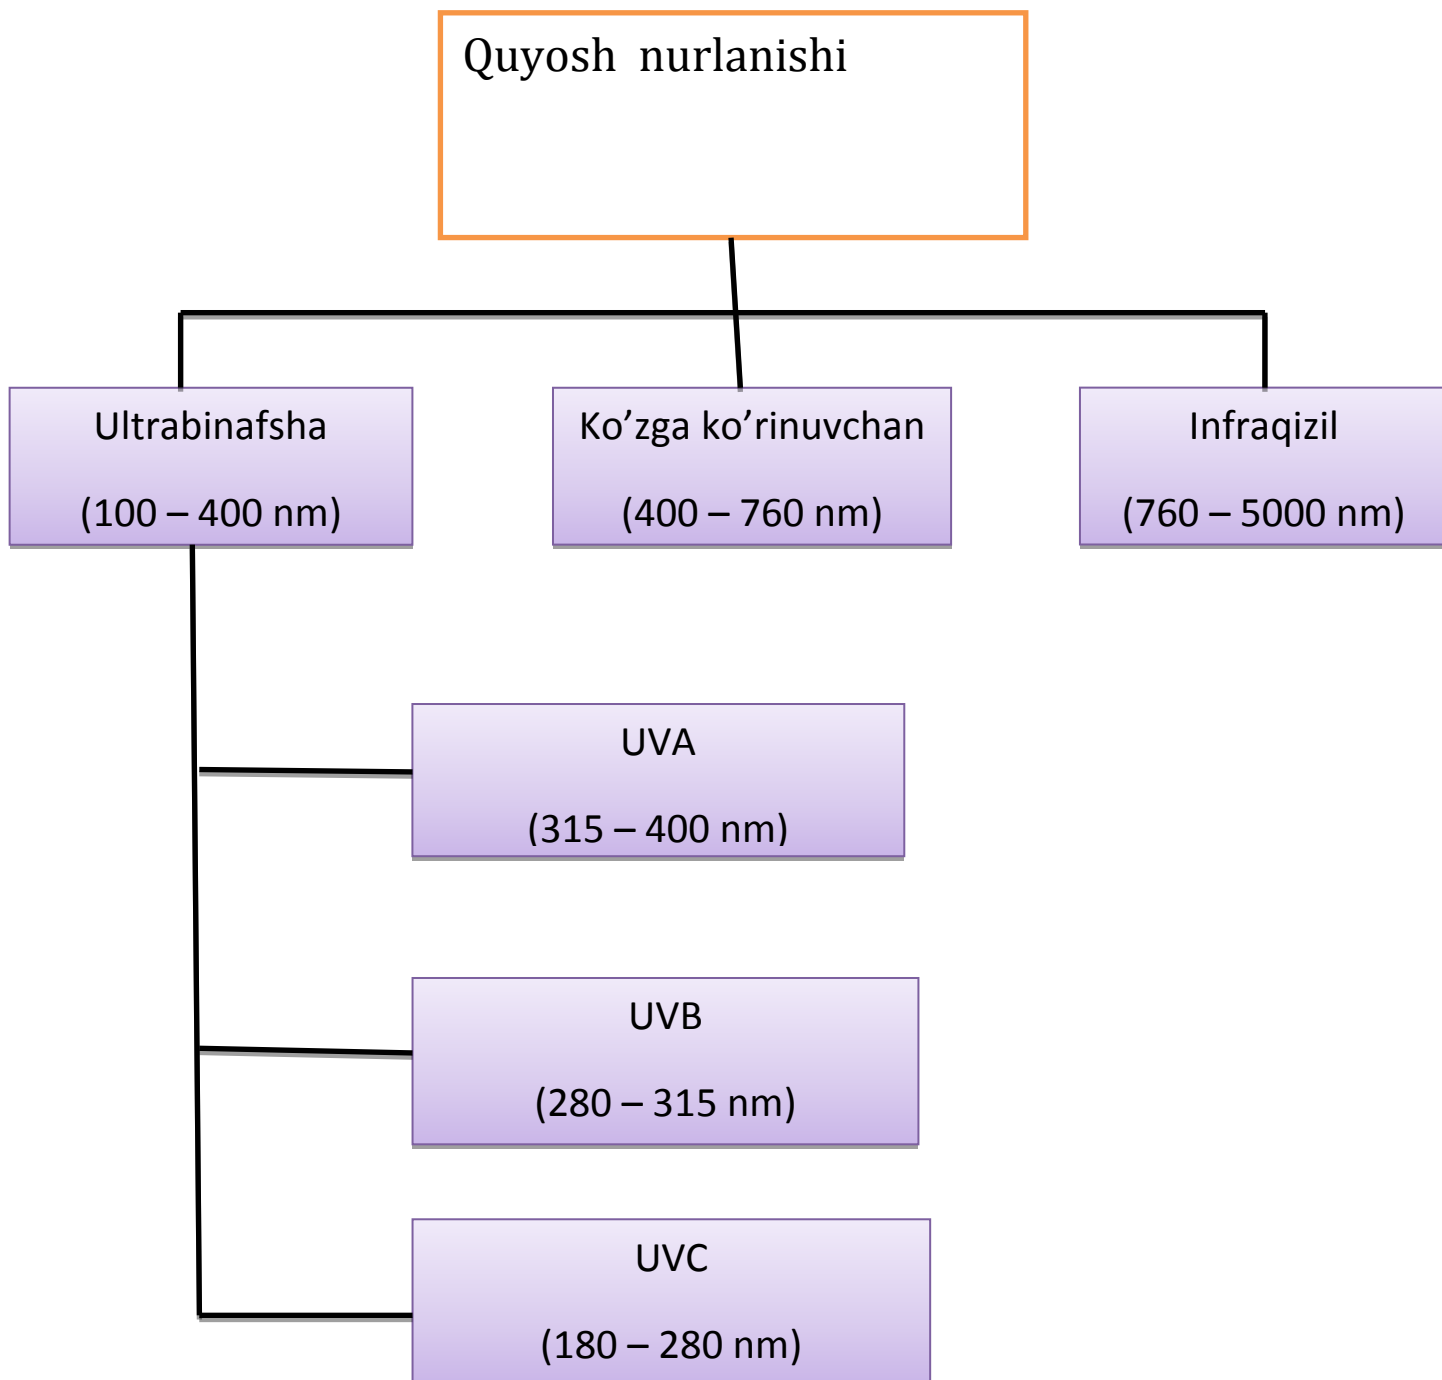 Quyosh nurlanishi
Ultrabinafsha
(100 – 400 nm)
Ko’zga ko’rinuvchan
(400 – 760 nm)
Infraqizil
(760 – 5000 nm)
UVA
(315 – 400 nm)
UVB
(280 – 315 nm)
UVC
(180 – 280 nm)